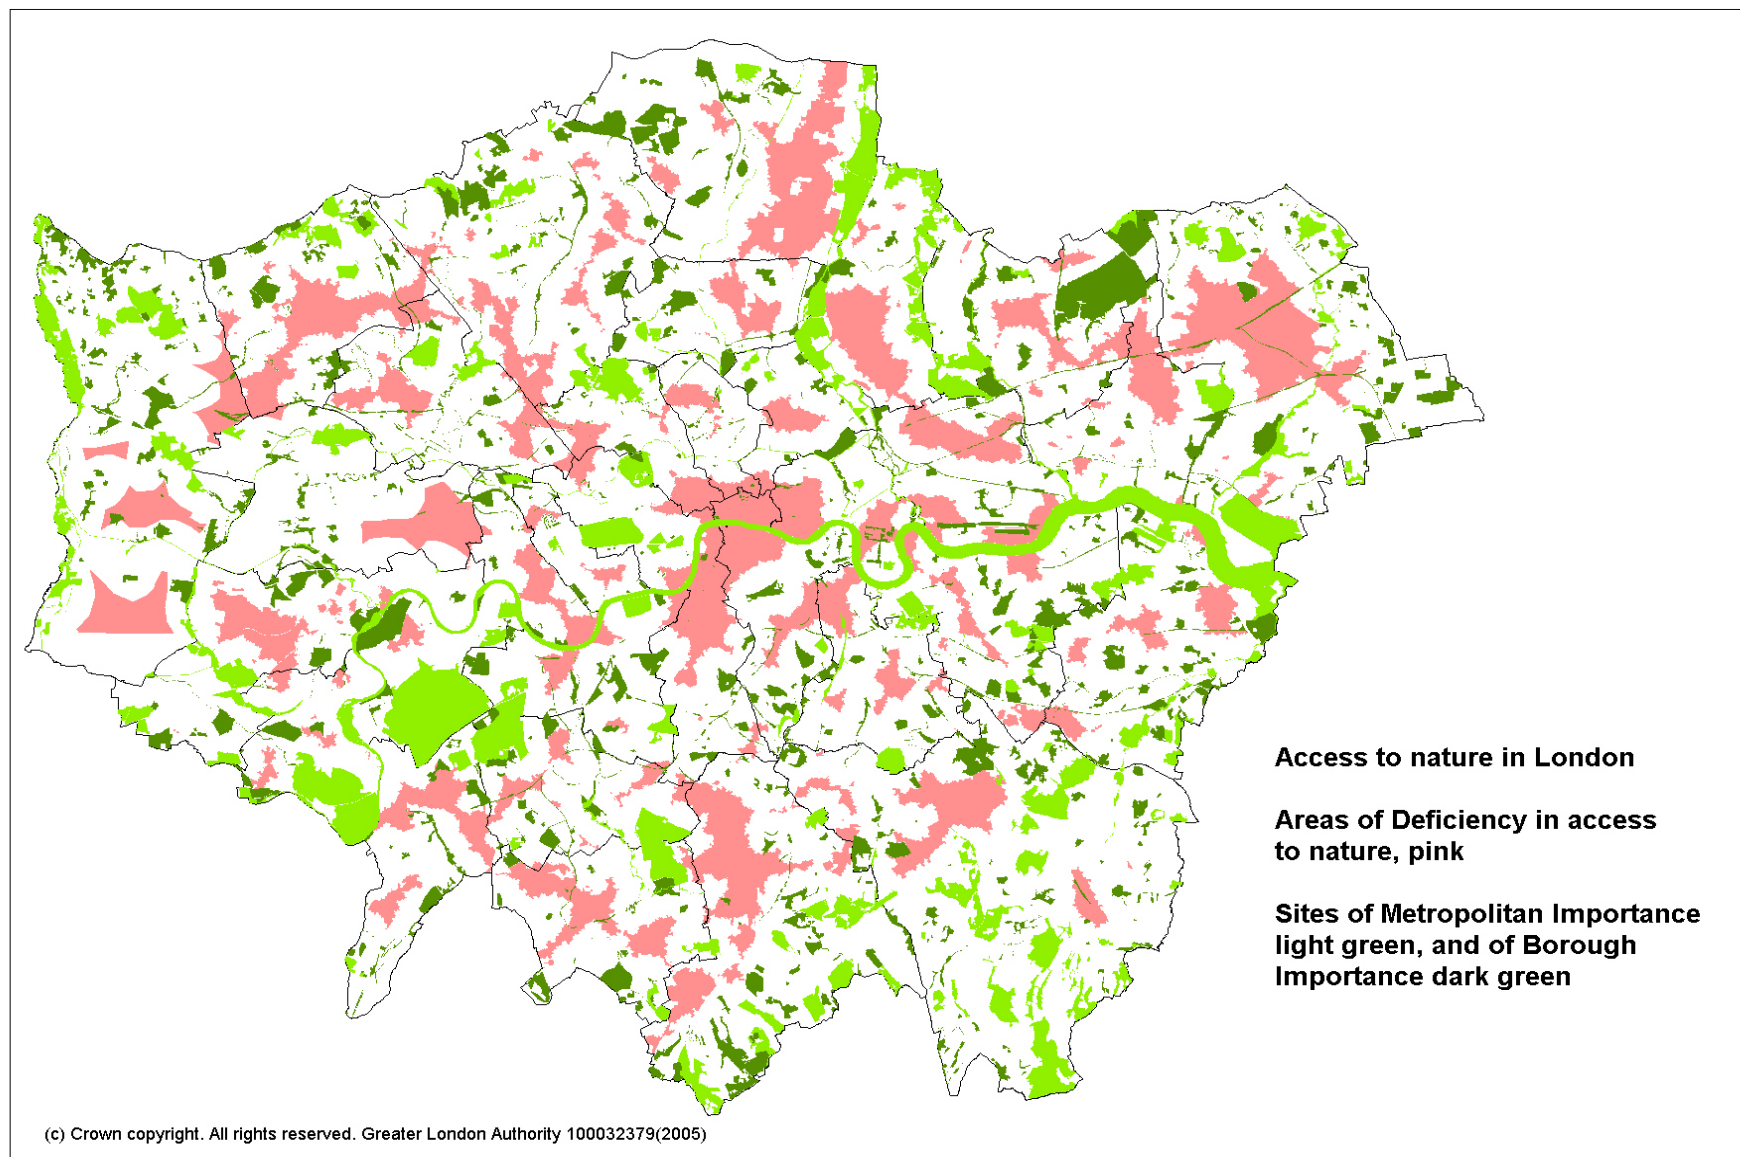 Access to nature in London
Areas of Deficiency in access
to nature, pink
Sites of Metropolitan Importance
light green, and of Borough
Importance dark green
(c) Crown copyright. All rights reserved. Greater London Authority 100032379(2005)